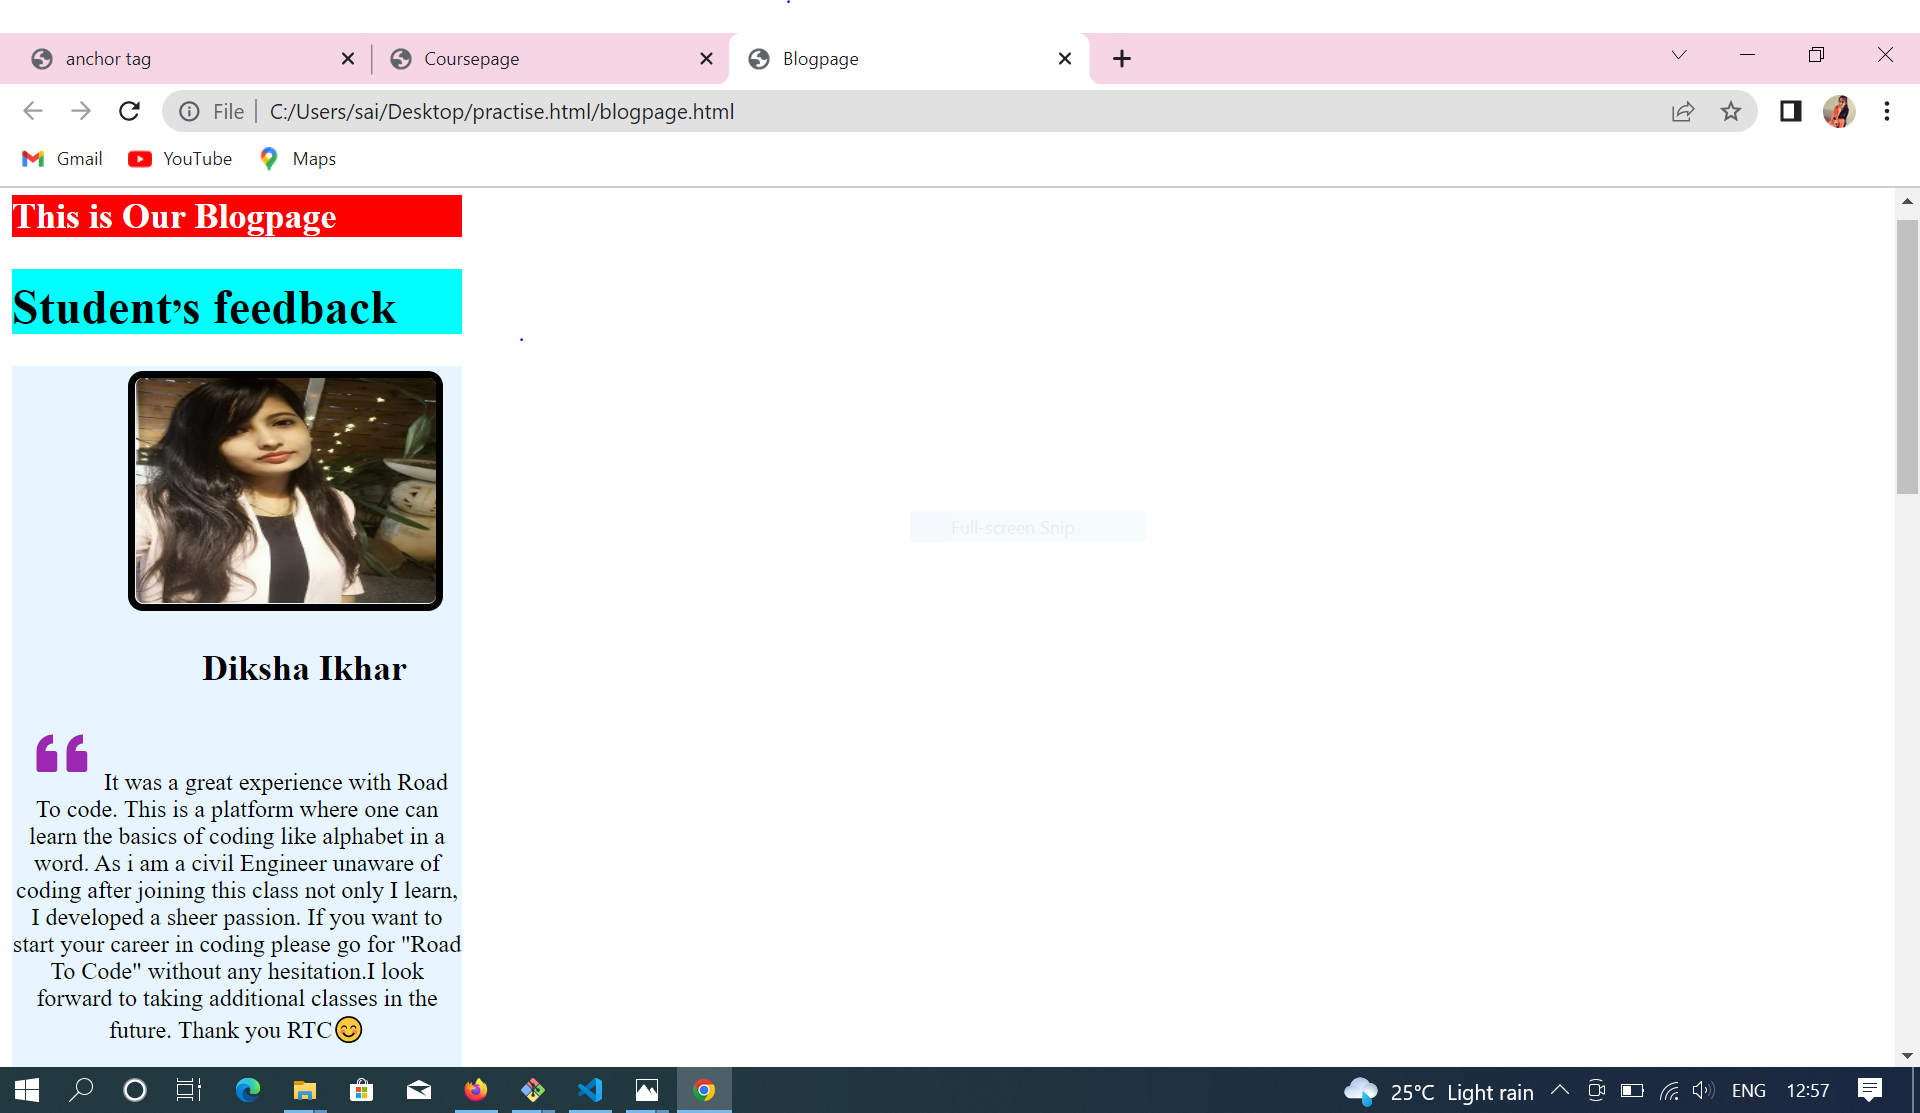 anchor tag
Coursepage
Blogpage
File
C:/Users/sai/Desktop/practise.html/blogpage.html
Gmail
YouTube
Maps
This is Our Blogpage
Student's feedback
Full-screen Snip
Diksha Ikhar
It was a great experience with Road
To code. This is a platform where one can
learn the basics of coding like alphabet in a
word. As i am a civil Engineer unaware of
coding after joining this class not only I learn,
I developed a sheer passion. If you want to
start your career in coding please go for "Road
To Code" without any hesitation.I look
forward to taking additional classes in the
future. Thank you RTC😊
25°C Light rain
ENG
12:57